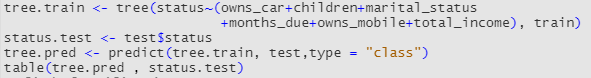 tree.train <- tree(status~(owns_car+children+marital_status
+months_due+owns_mobile+total_income), train)
status.test <- test$status
tree.pred <- predict(tree.train, test,type = "class")
table(tree.pred , status.test)